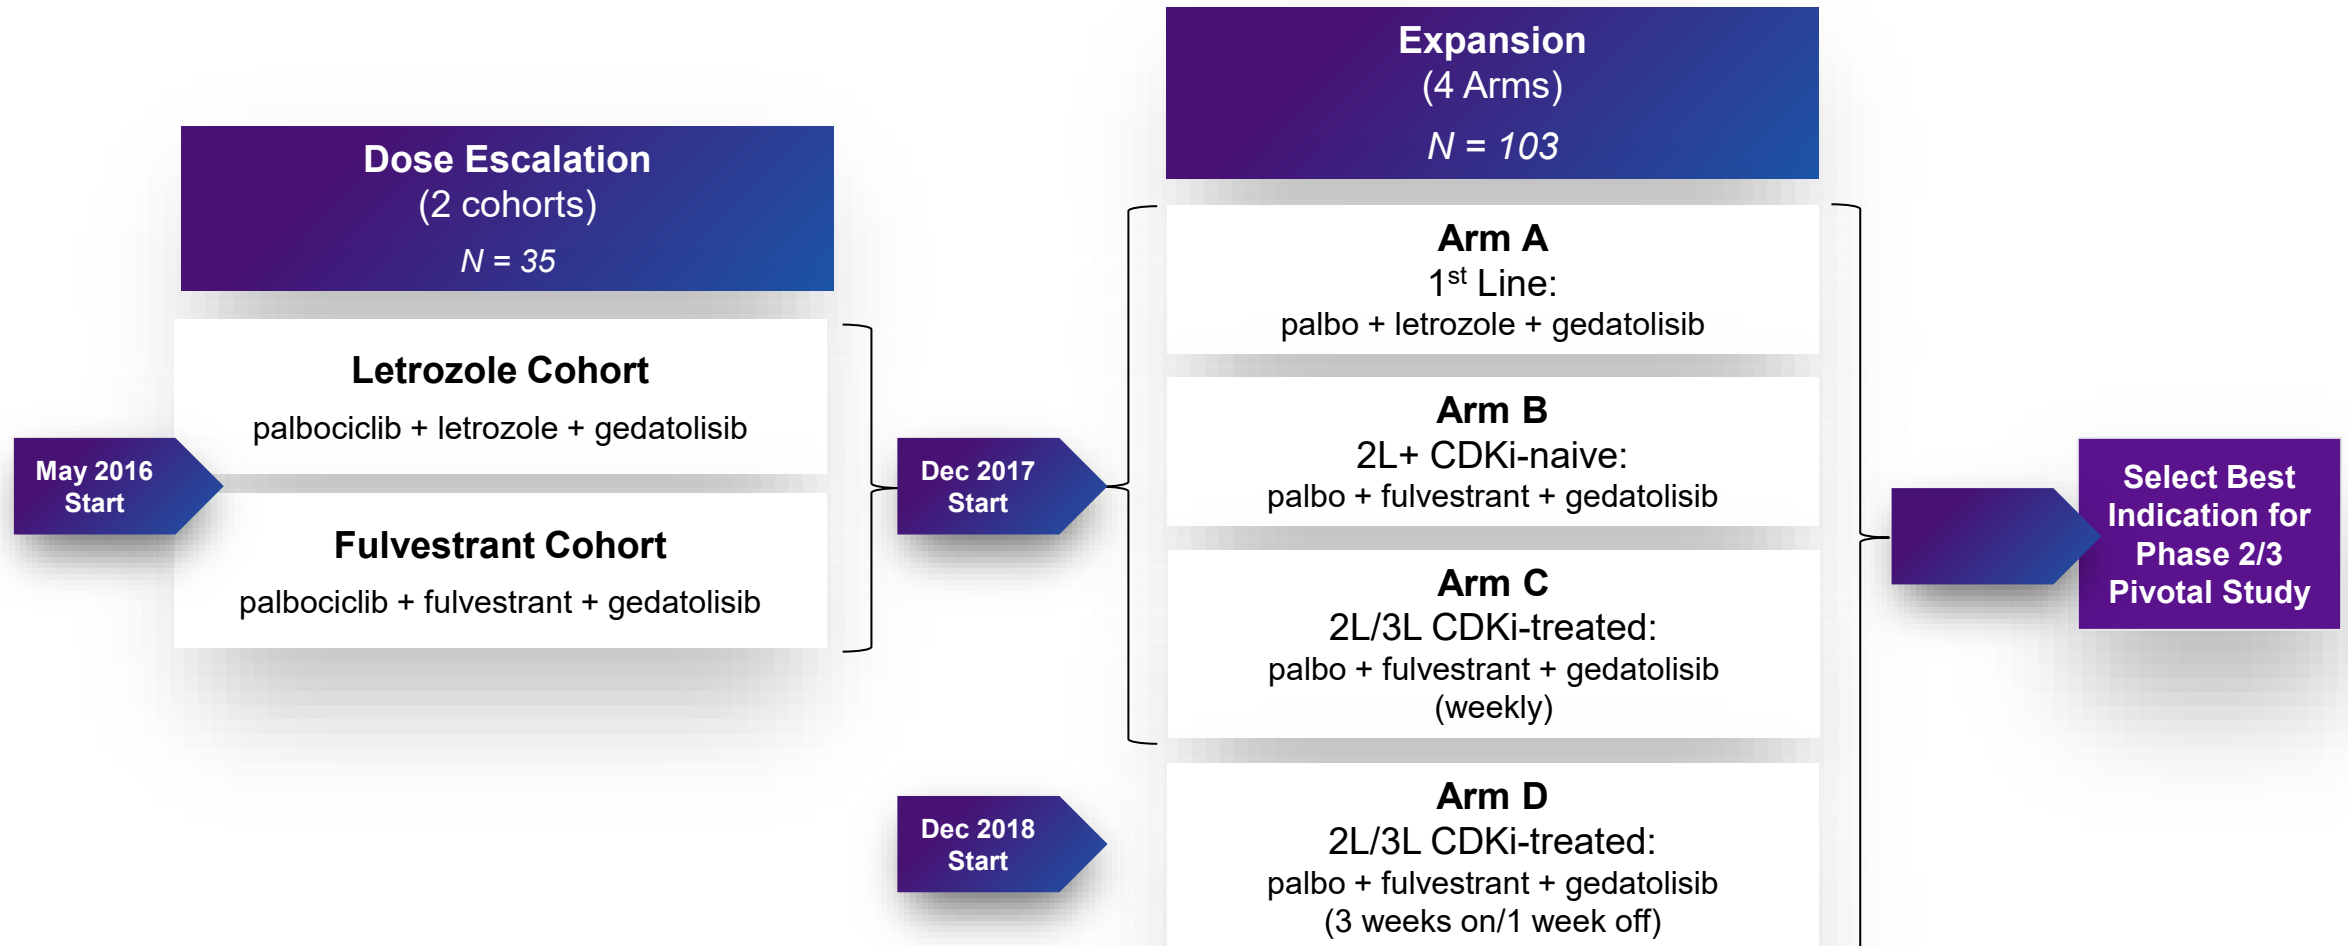 May 2016
Start
Dose Escalation
(2 cohorts)
N = 35
Letrozole Cohort
palbociclib + letrozole + gedatolisib
Fulvestrant Cohort
palbociclib + fulvestrant + gedatolisib
Dec 2017
Start
Dec 2018
Start
Expansion
(4 Arms)
N = 103
Arm A
1st Line:
palbo + letrozole + gedatolisib
Arm B
2L+ CDKi-naive:
palbo + fulvestrant + gedatolisib
Arm C
2L/3L CDKi-treated:
palbo + fulvestrant + gedatolisib
(weekly)
Arm D
2L/3L CDKi-treated:
palbo + fulvestrant + gedatolisib
(3 weeks on/1 week off)
Select Best
Indication for
Phase 2/3
Pivotal Study